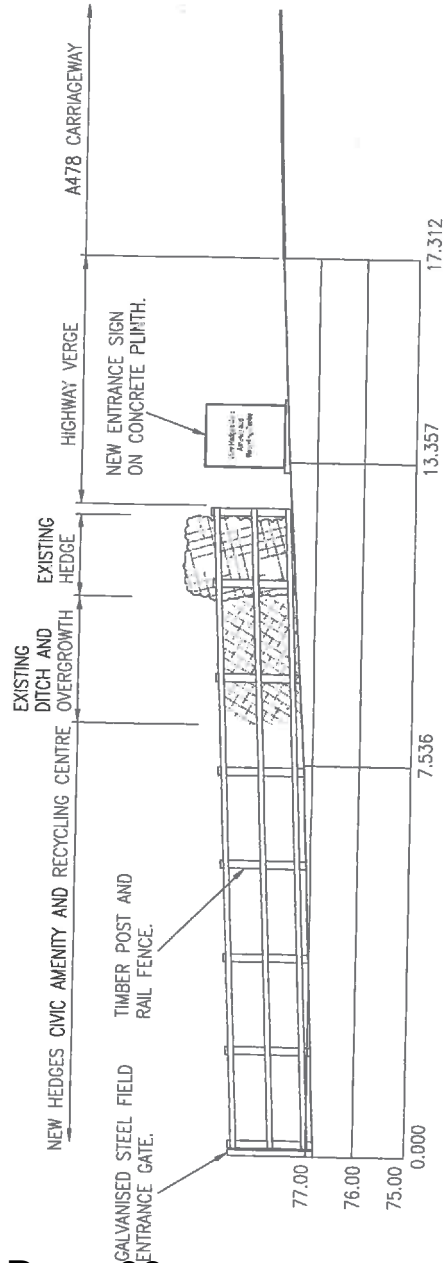 NEW HEDGES CIVIC AMENITY AND RECYCLING CENTRE
EXISTING
DITCH AND
OVERGROWTH
EXISTING
HEDGE
HIGHWAY VERGE
A478 CARRIAGEWAY
GALVANISED STEEL FIELD
ENTRANCE GATE.
TIMBER POST AND
RAIL FENCE.
NEW ENTRANCE SIGN
ON CONCRETE PLINTH.
77.00
76.00
75.00
0.000
7.536
13.357
17.312